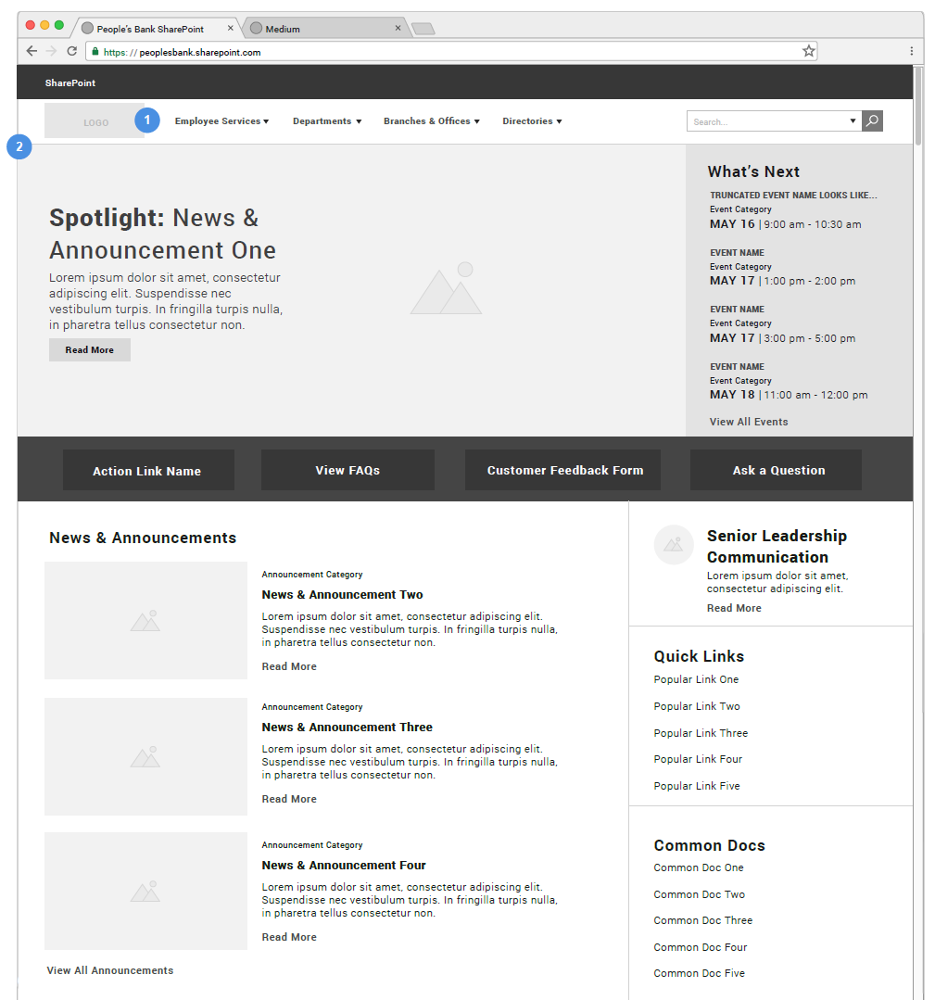 People's Bank SharePoint ×
Medium ×
https:// peoplesbank.sharepoint.com
SharePoint
LOGO
1
Employee Services ▾
Departments ▾
Branches & Offices ▾
Directories ▾
Search...
2
Spotlight: News &
Announcement One
Lorem ipsum dolor sit amet, consectetur
adipiscing elit. Suspendisse nec
vestibulum turpis. In fringilla turpis nulla,
in pharetra tellus consectetur non.
Read More
What's Next
TRUNCATED EVENT NAME LOOKS LIKE...
Event Category
MAY 16 | 9:00 am - 10:30 am
EVENT NAME
Event Category
MAY 17 | 1:00 pm - 2:00 pm
EVENT NAME
Event Category
MAY 17 | 3:00 pm - 5:00 pm
EVENT NAME
Event Category
MAY 18 | 11:00 am - 12:00 pm
View All Events
Action Link Name
View FAQs
Customer Feedback Form
Ask a Question
News & Announcements
Announcement Category
News & Announcement Two
Lorem ipsum dolor sit amet, consectetur adipiscing elit.
Suspendisse nec vestibulum turpis. In fringilla turpis nulla,
in pharetra tellus consectetur non.
Read More
Announcement Category
News & Announcement Three
Lorem ipsum dolor sit amet, consectetur adipiscing elit.
Suspendisse nec vestibulum turpis. In fringilla turpis nulla,
in pharetra tellus consectetur non.
Read More
Announcement Category
News & Announcement Four
Lorem ipsum dolor sit amet, consectetur adipiscing elit.
Suspendisse nec vestibulum turpis. In fringilla turpis nulla,
in pharetra tellus consectetur non.
Read More
View All Announcements
Senior Leadership
Communication
Lorem ipsum dolor sit amet,
consectetur adipiscing elit.
Read More
Quick Links
Popular Link One
Popular Link Two
Popular Link Three
Popular Link Four
Popular Link Five
Common Docs
Common Doc One
Common Doc Two
Common Doc Three
Common Doc Four
Common Doc Five